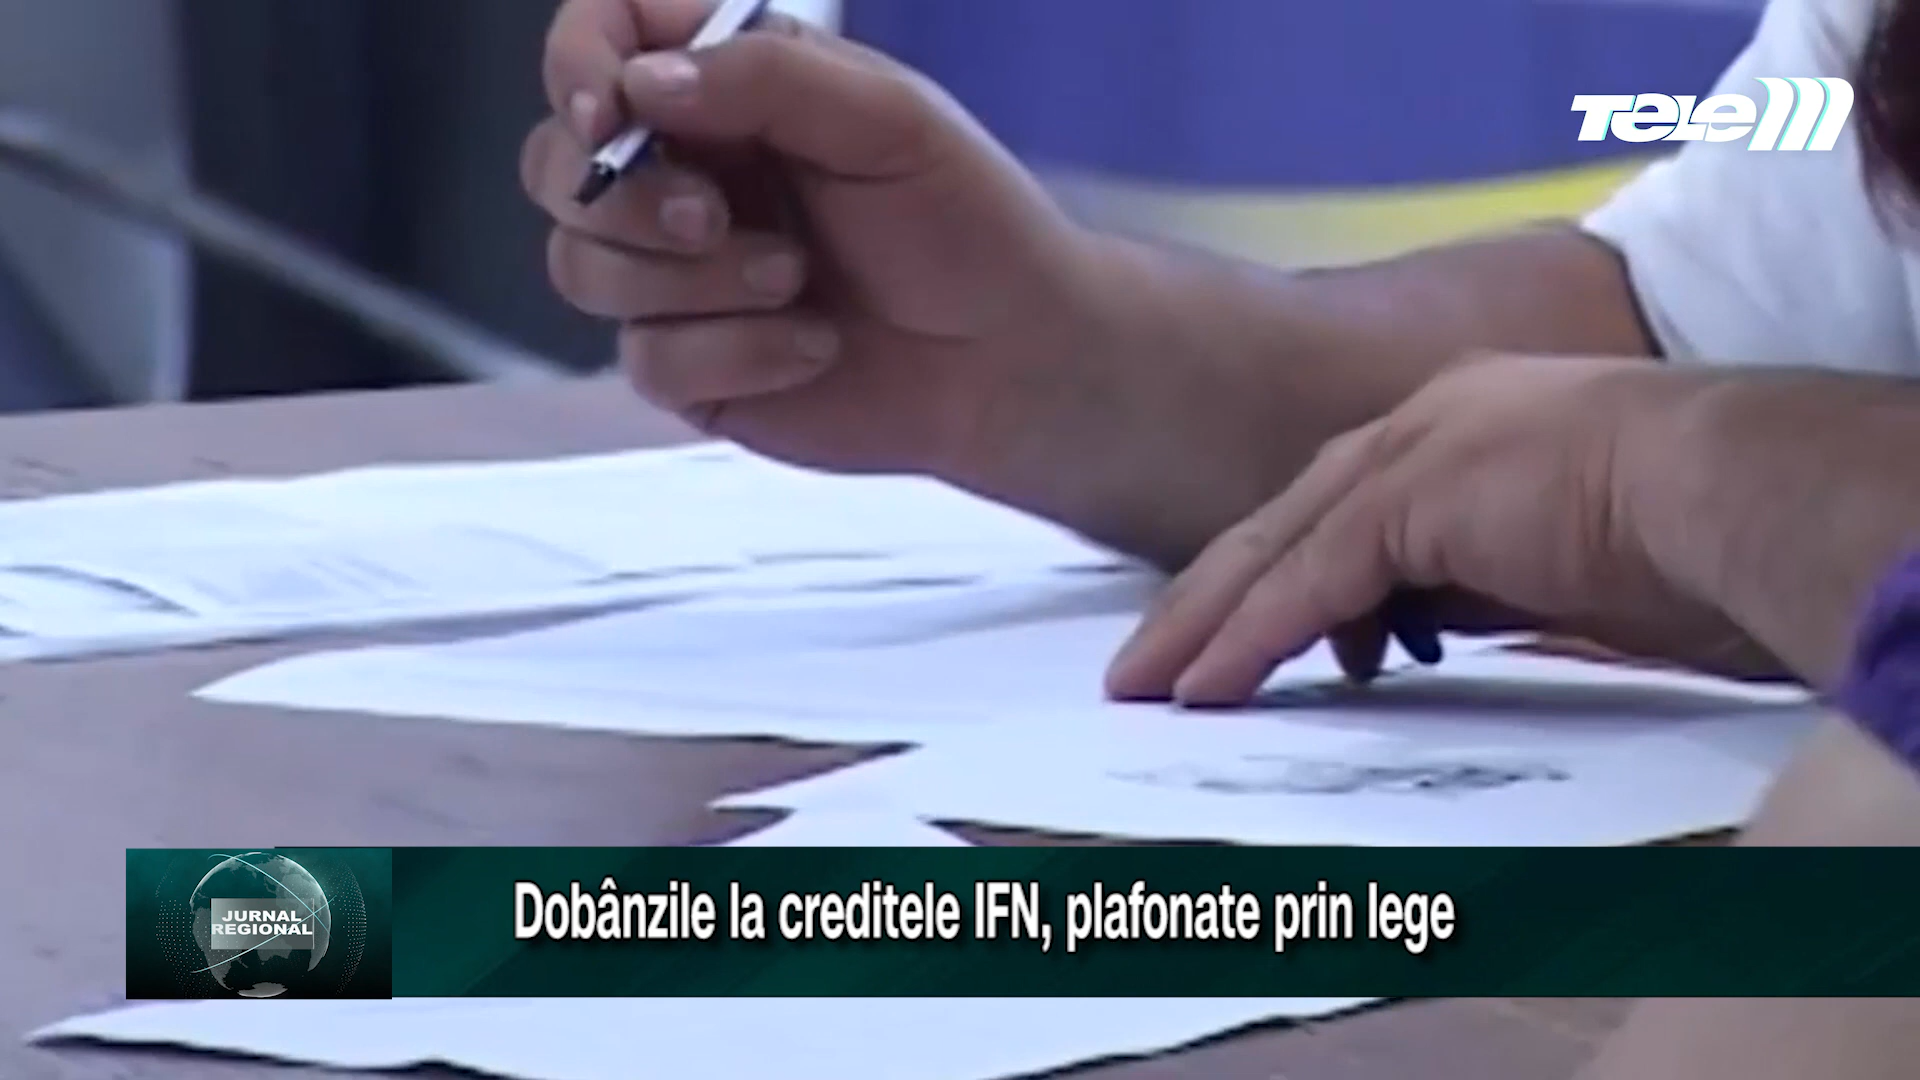 TELE M
JURNAL
REGIONAL
Dobânzile la creditele IFN, plafonate prin lege